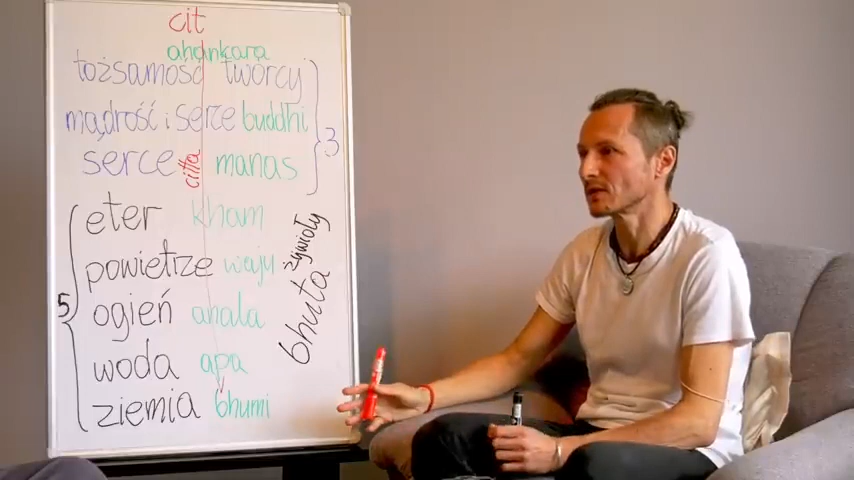 cit
ahankara
tożsamość twórcy
mądrość i serce buddhi
3
serce citta manas
eter kham
powietrze waju
ogień anala
woda apa
ziemia bhumi
5
bhuta żywioły